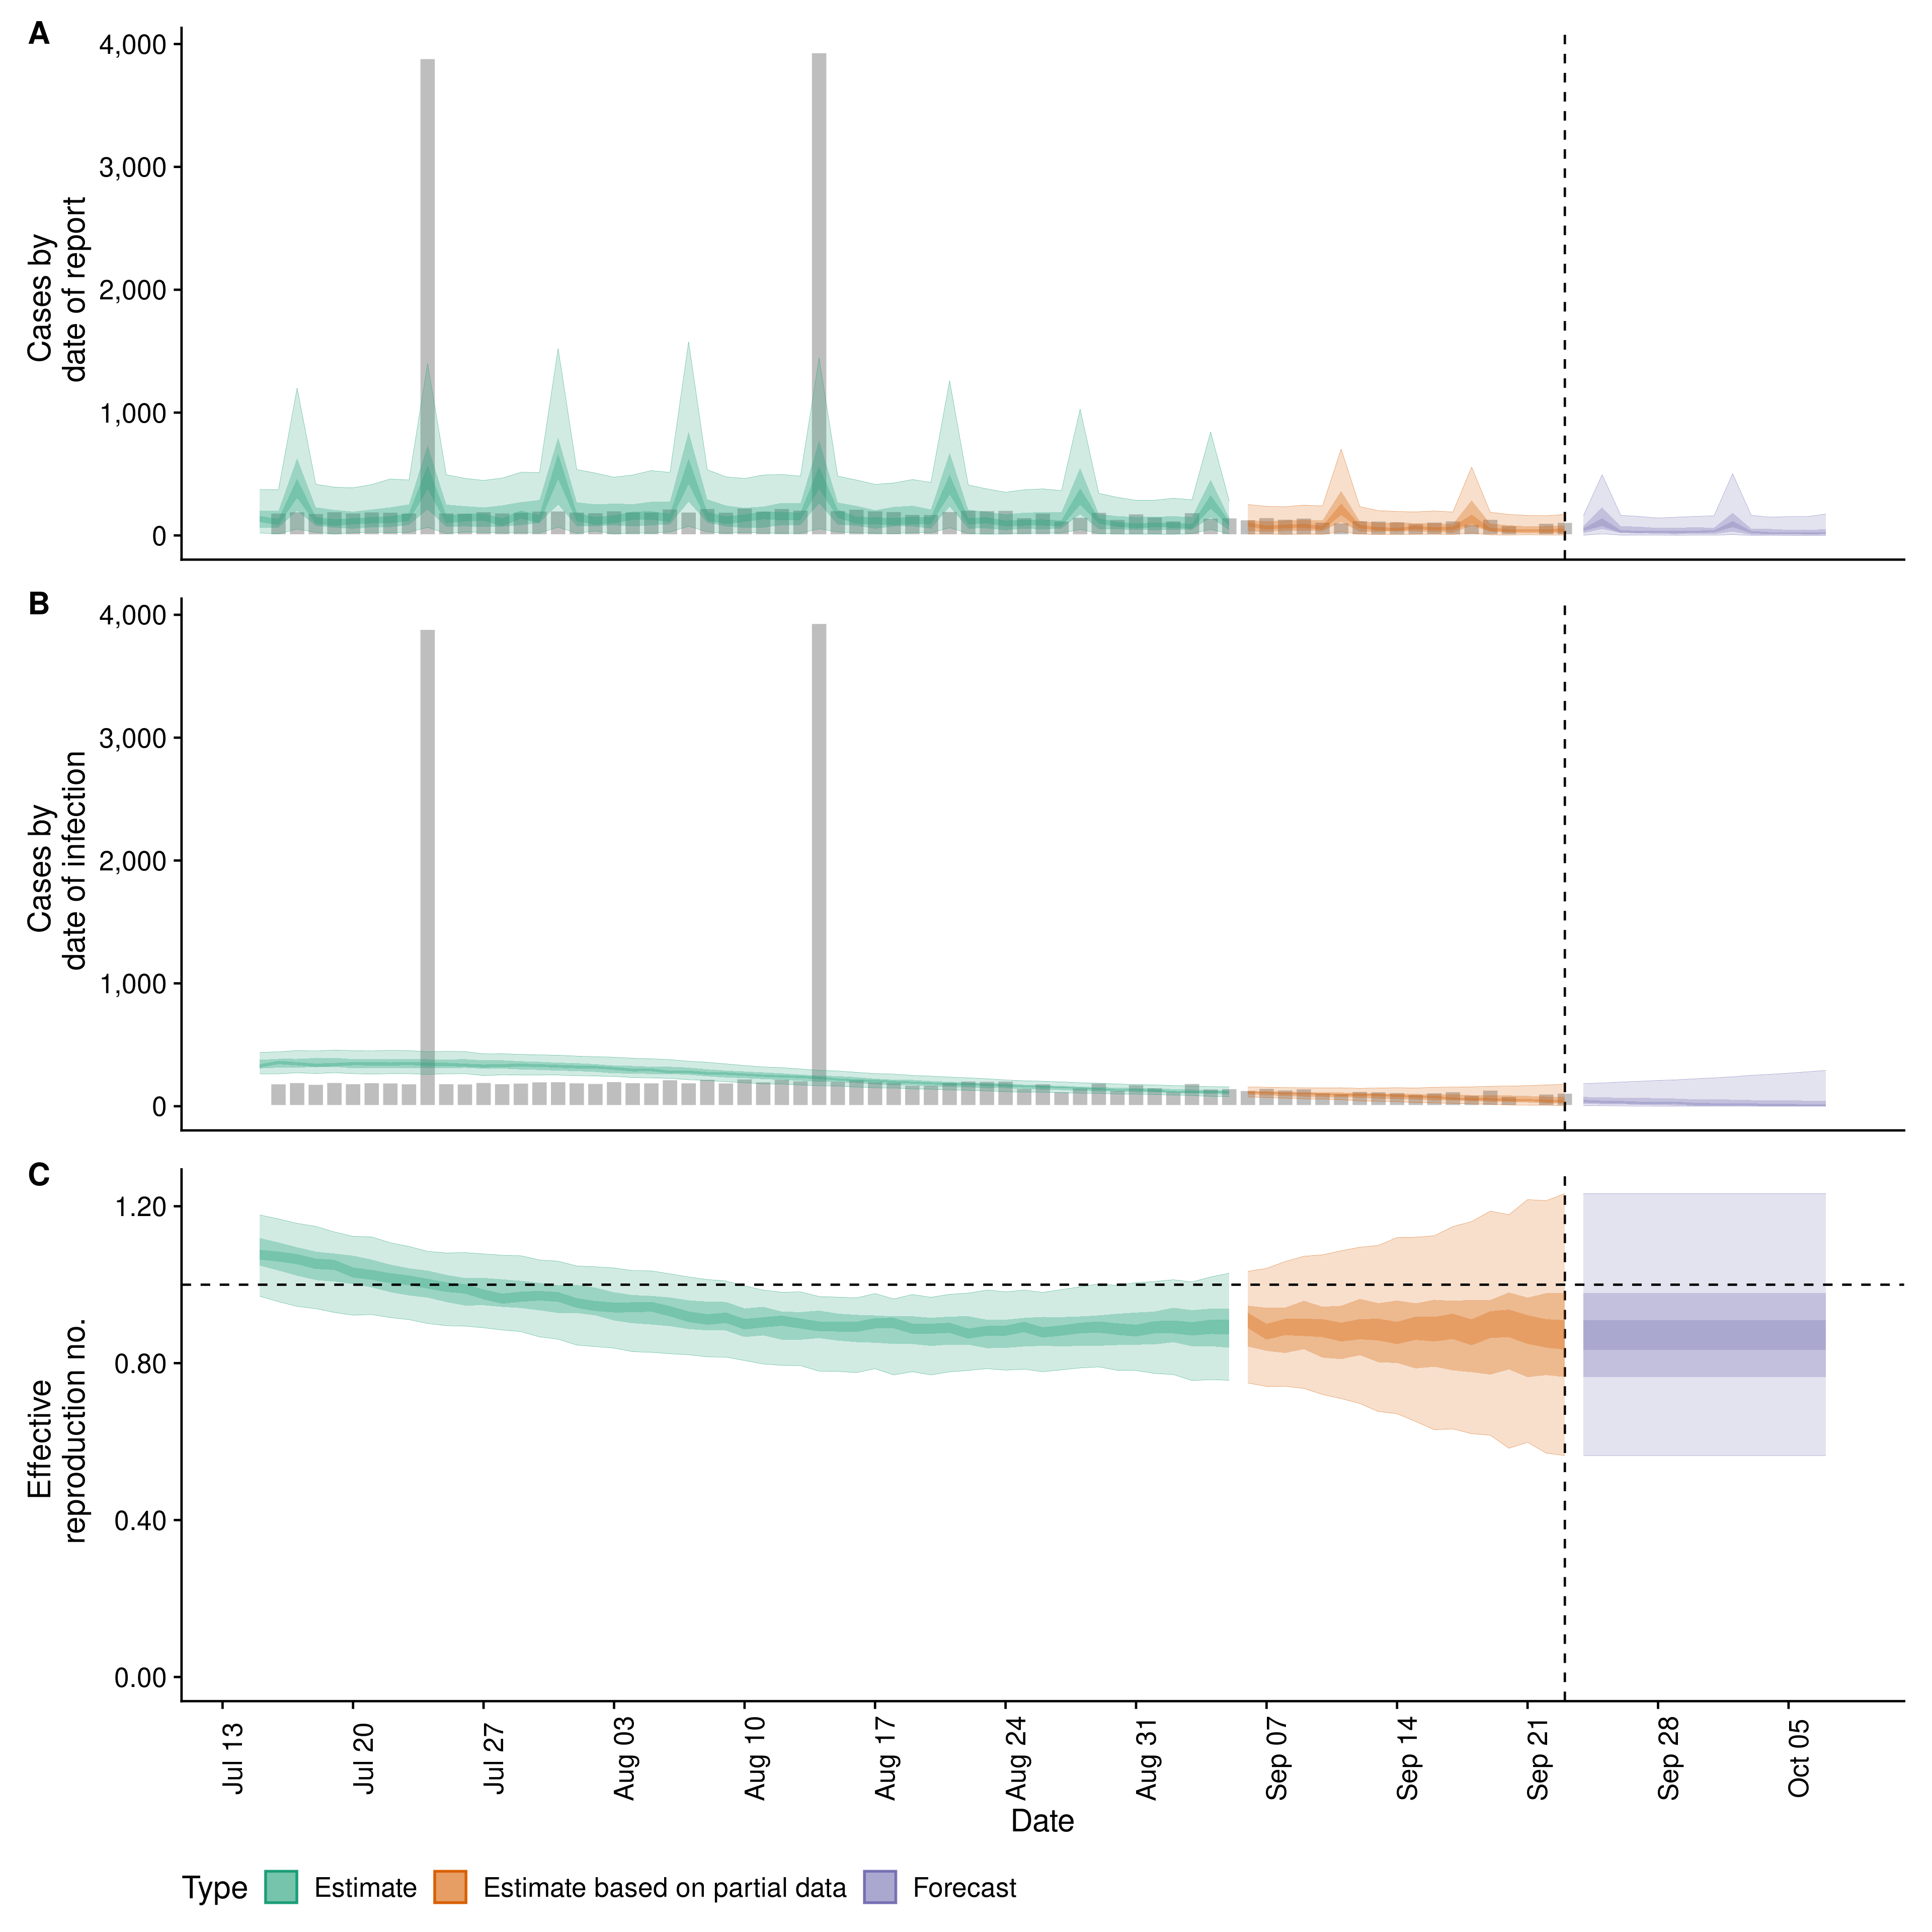 A
4,000
3,000
2,000
1,000
0
Cases by
date of report
B
4,000
3,000
2,000
1,000
0
Cases by
date of infection
C
1.20
0.80
0.40
0.00
Effective
reproduction no.
Jul 13
Jul 20
Jul 27
Aug 03
Aug 10
Aug 17
Aug 24
Aug 31
Sep 07
Sep 14
Sep 21
Sep 28
Oct 05
Date
Type Estimate Estimate based on partial data Forecast